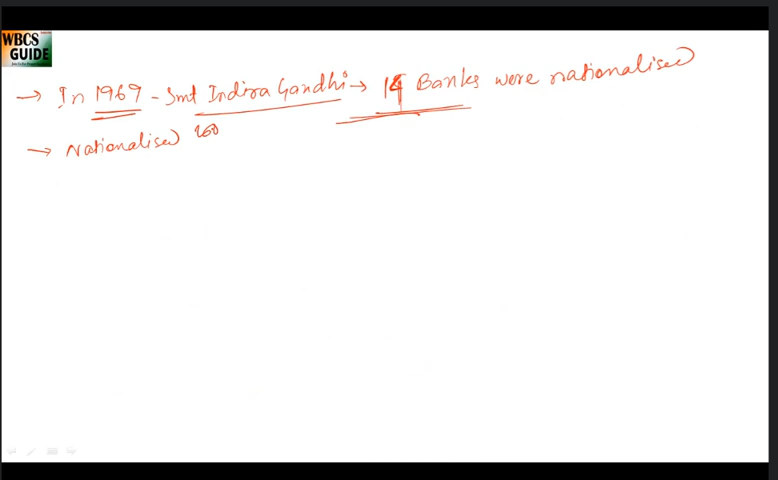 WBCS
GUIDE
→ In 1969 - Smt Indira Gandhi → 14 Banks were nationalised
→ Nationalised